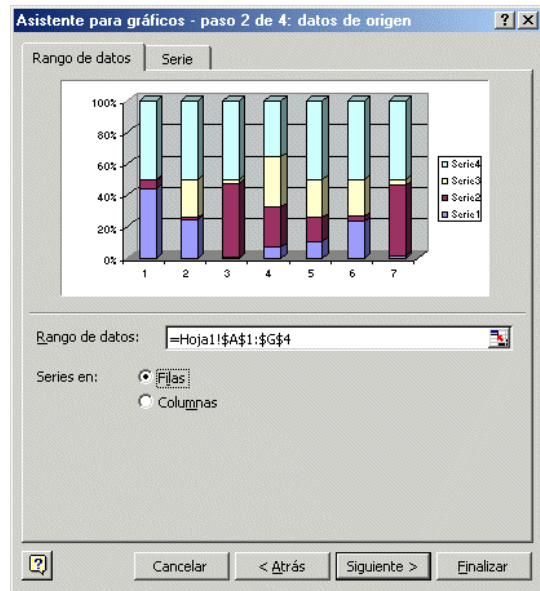 Asistente para gráficos - paso 2 de 4: datos de origen
Rango de datos Serie
100%
80%
60%
40%
20%
0%
1 2 3 4 5 6 7
Serie4
Serie3
Serie2
Serie1
Rango de datos: =Hoja1!$A$1:$G$4
Series en: Filas
Columnas
Cancelar < Atrás Siguiente > Finalizar